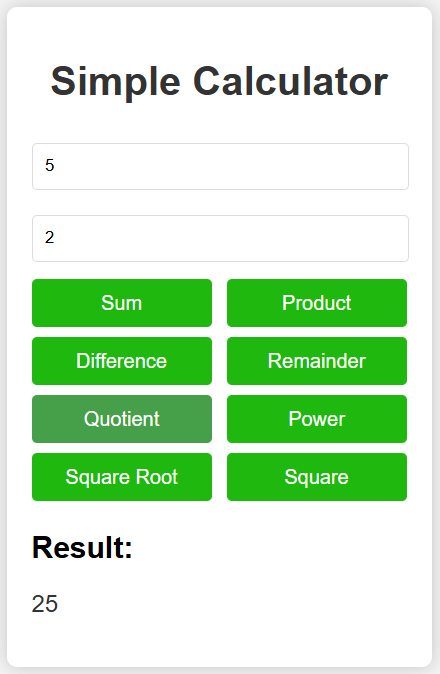 Simple Calculator
5
2
Sum Product
Difference Remainder
Quotient Power
Square Root Square
Result:
25